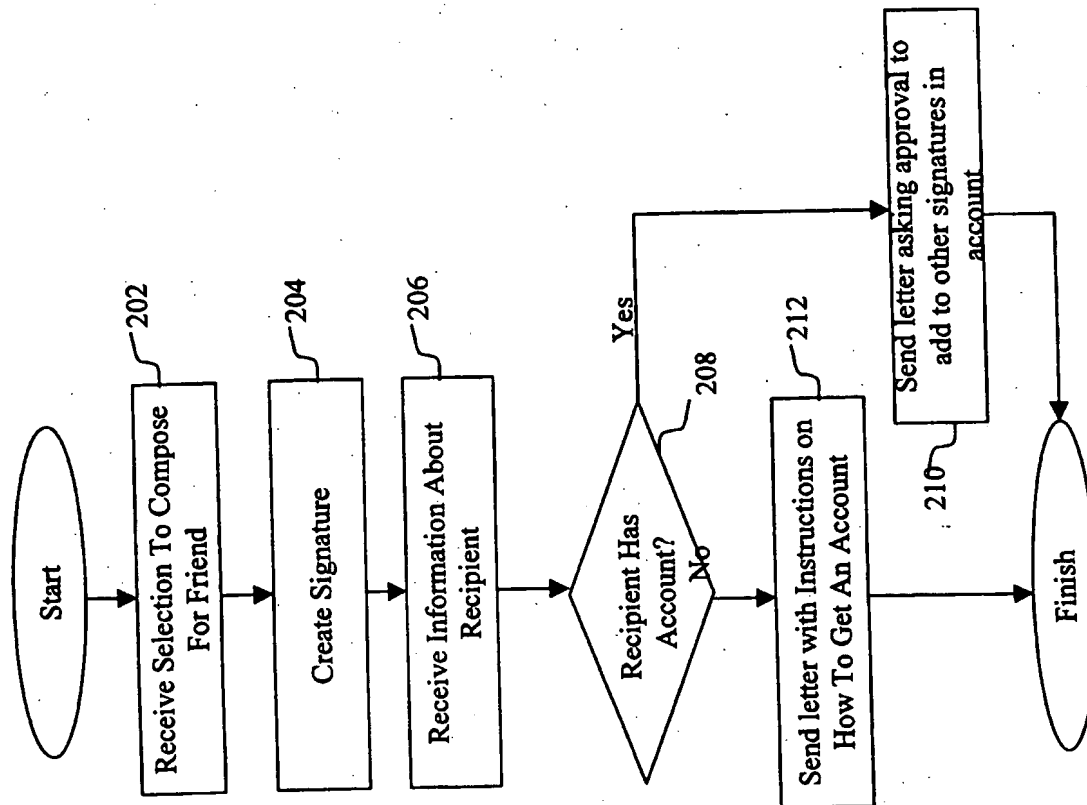 Start
202
Receive Selection To Compose
For Friend
204
Create Signature
206
Receive Information About
Recipient
208
Recipient Has
Account?
Yes
No
212
Send letter with Instructions on
How To Get An Account
210
Send letter asking approval to
add to other signatures in
account
Finish